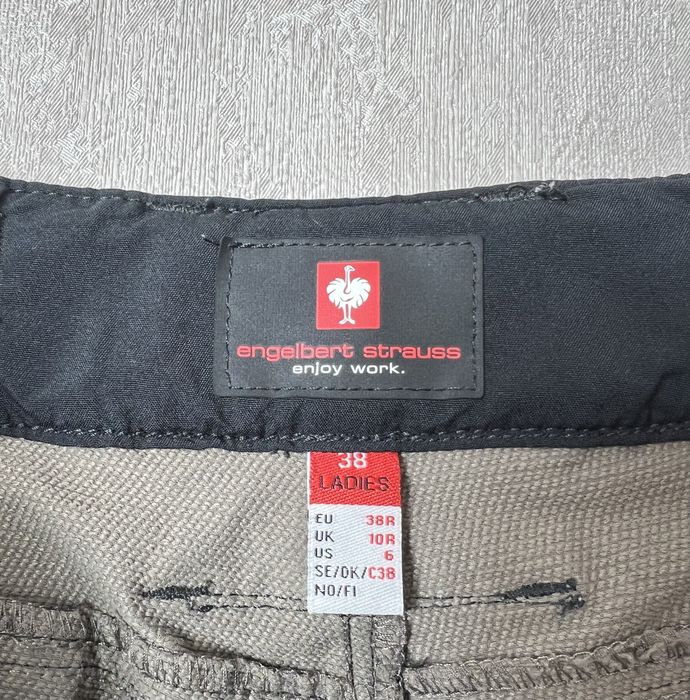 engelbert strauss
enjoy work.
38
LADIES
EU 38R
UK 10R
US 6
SE/DK/C38
NO/FI